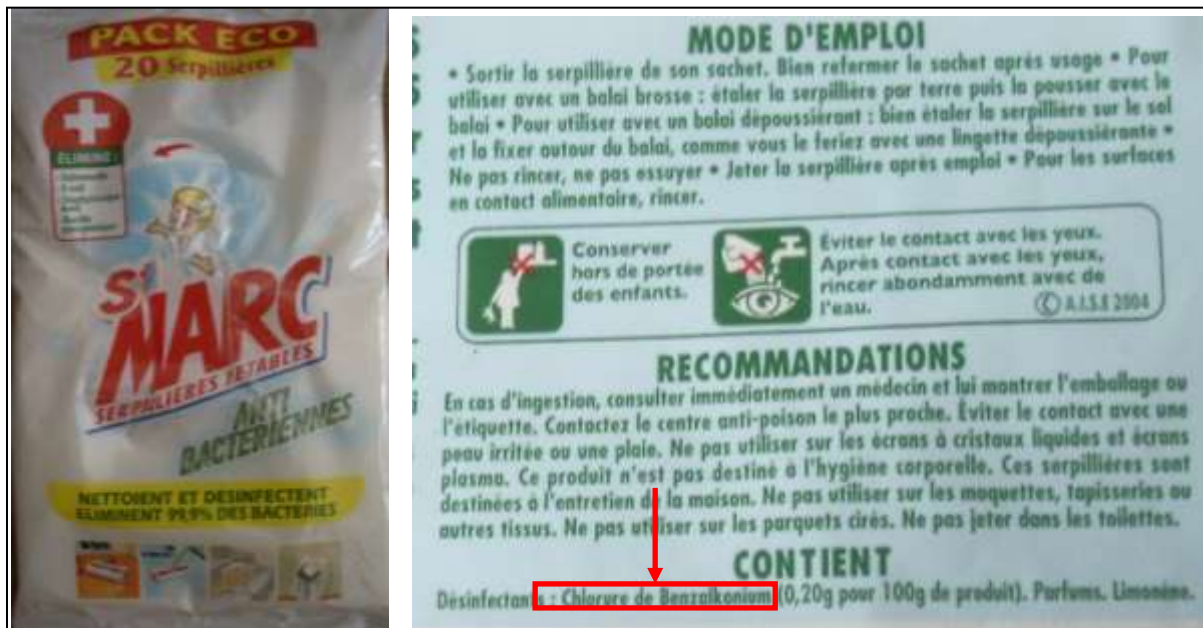 PACK ECO
20 Serpillières
ELIMINE :
ST
MARC
SERPILLIERES JETABLES
ANTI
BACTERIENNES
NETTOIENT ET DESINFECTENT
ELIMINENT 99,9% DES BACTERIES
MODE D'EMPLOI
• Sortir la serpillière de son sachet. Bien refermer le sachet après usage • Pour
utiliser avec un balai brosse : étaler la serpillière par terre puis la pousser avec le
balai • Pour utiliser avec un balai dépoussiérant : bien étaler la serpillière sur le sol
et la fixer autour du balai, comme vous le feriez avec une lingette dépoussiérante •
Ne pas rincer, ne pas essuyer • Jeter la serpillière après emploi • Pour les surfaces
en contact alimentaire, rincer.
Conserver
hors de portée
des enfants.
Éviter le contact avec les yeux.
Après contact avec les yeux,
rincer abondamment avec de
l'eau.
A.I.S.E 2004
RECOMMANDATIONS
En cas d'ingestion, consulter immédiatement un médecin et lui montrer l'emballage ou
l'étiquette. Contactez le centre anti-poison le plus proche. Éviter le contact avec une
peau irritée ou une plaie. Ne pas utiliser sur les écrans à cristaux liquides et écrans
plasma. Ce produit n'est pas destiné à l'hygiène corporelle. Ces serpillières sont
destinées à l'entretien de la maison. Ne pas utiliser sur les moquettes, tapisseries ou
autres tissus. Ne pas utiliser sur les parquets cirés. Ne pas jeter dans les toilettes.
CONTIENT
Désinfectants : Chlorure de Benzalkonium (0,20g pour 100g de produit). Parfums. Limonène.